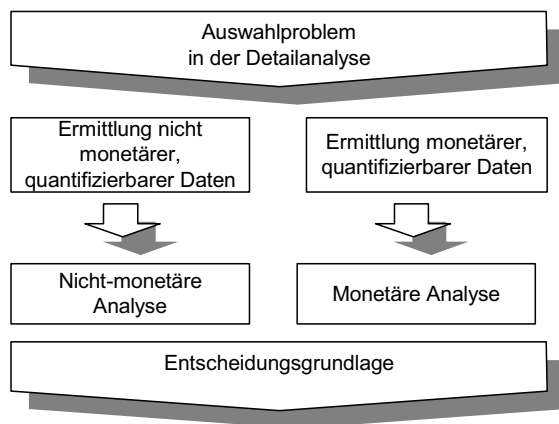 Auswahlproblem
in der Detailanalyse
Ermittlung nicht
monetärer,
quantifizierbarer Daten
Ermittlung monetärer,
quantifizierbarer Daten
Nicht-monetäre
Analyse
Monetäre Analyse
Entscheidungsgrundlage